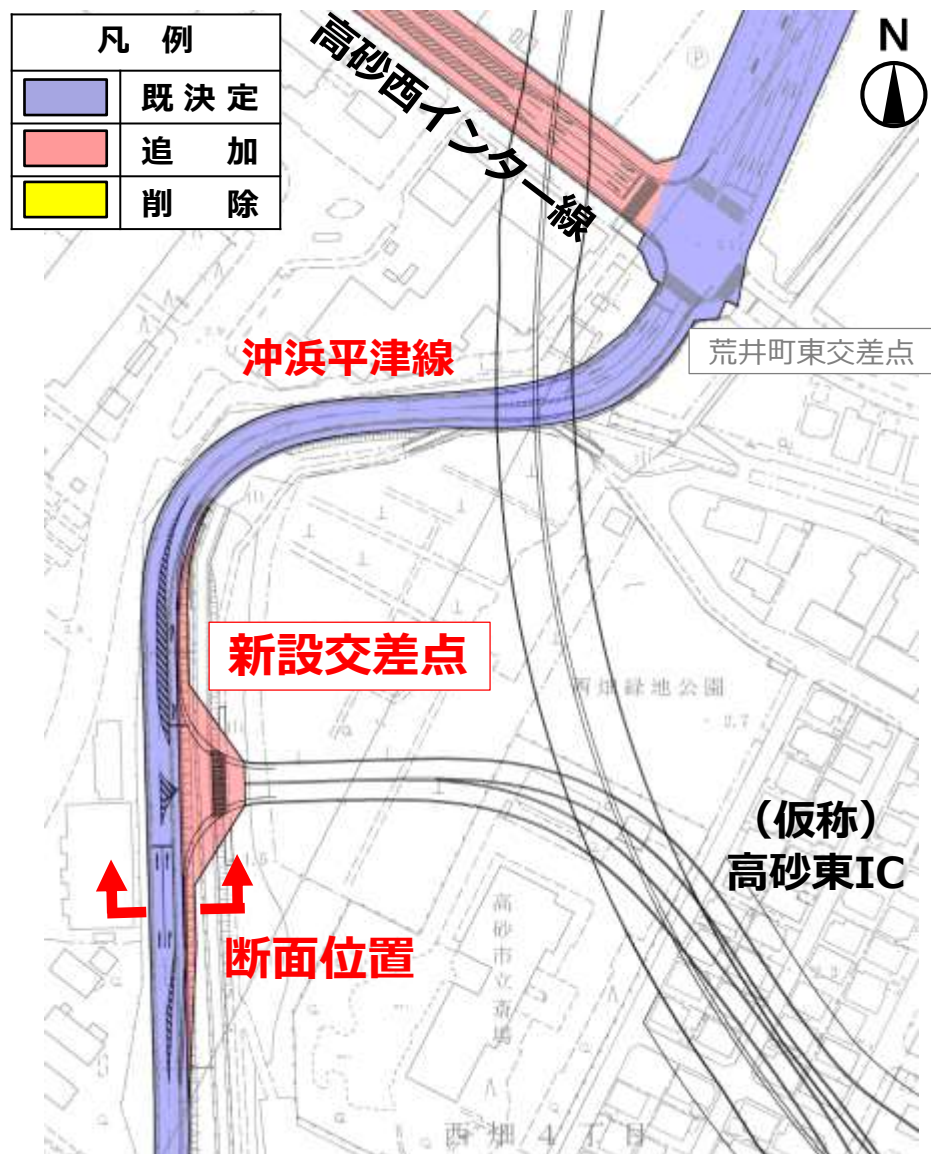 凡 例
既決定
追 加
削 除
N
高砂西インター線
荒井町東交差点
沖浜平津線
新設交差点
西畑緑地公園
2.7
（仮称）
高砂東IC
断面位置
高砂市立斎場
西畑4丁目